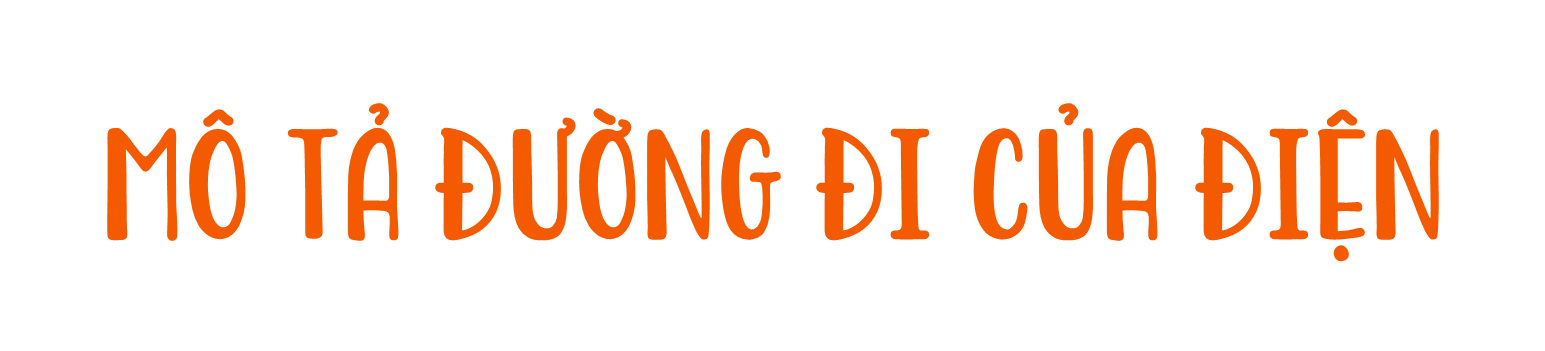 MÔ TẢ ĐƯỜNG ĐI CỦA ĐIỆN